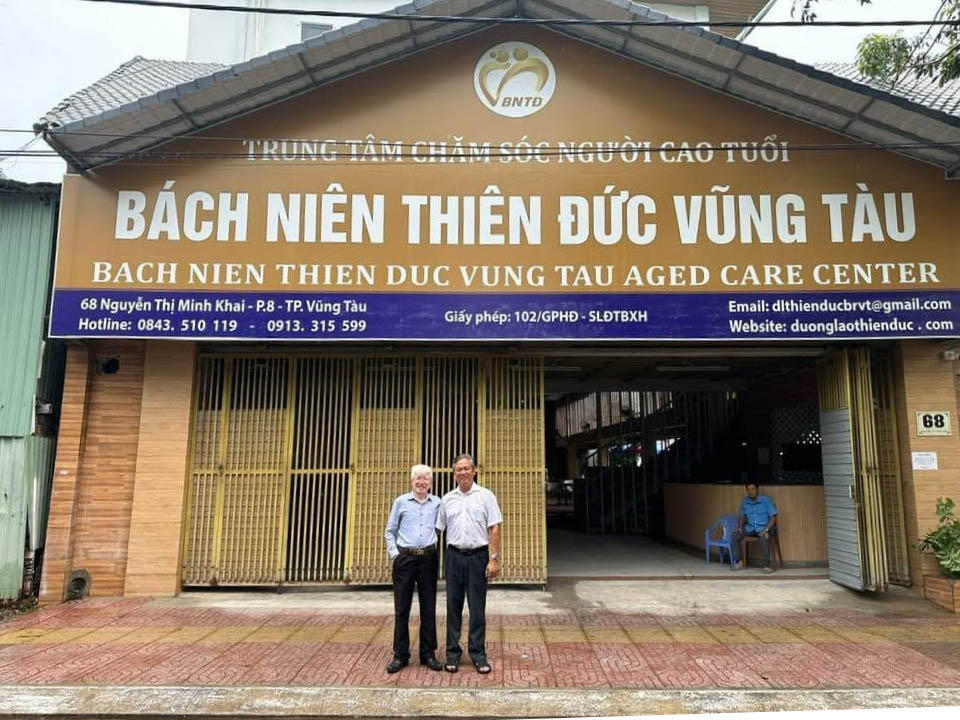 BNTĐ
TRUNG TÂM CHĂM SÓC NGƯỜI CAO TUỔI
BÁCH NIÊN THIÊN ĐỨC VŨNG TÀU
BACH NIEN THIEN DUC VUNG TAU AGED CARE CENTER
68 Nguyễn Thị Minh Khai - P.8 - TP. Vũng Tàu
Hotline: 0843. 510 119 - 0913. 315 599
Giấy phép: 102/GPHĐ - SLĐTBXH
Email: dlthienducbrvt@gmail.com
Website: duonglaothienduc . com
68